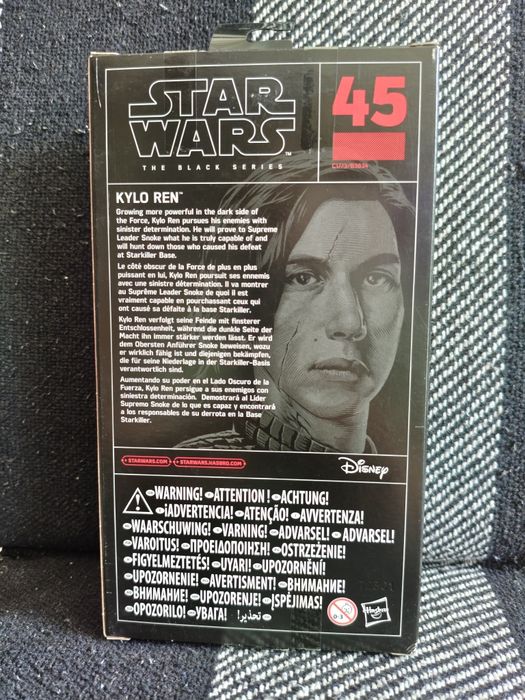 STAR
WARS™
THE BLACK SERIES
45
C1773/B3834
KYLO REN™
Growing more powerful in the dark side of
the Force, Kylo Ren pursues his enemies with
sinister determination. He will prove to Supreme
Leader Snoke what he is truly capable of and
will hunt down those who caused his defeat
at Starkiller Base.
Le côté obscur de la Force de plus en plus
puissant en lui, Kylo Ren poursuit ses ennemis
avec une sinistre détermination. Il va montrer
au Suprême Leader Snoke de quoi il est
vraiment capable en pourchassant ceux qui
ont causé sa défaite à la base Starkiller.
Kylo Ren verfolgt seine Feinde mit finsterer
Entschlossenheit, während die dunkle Seite der
Macht ihn immer stärker werden lässt. Er wird
dem Obersten Anführer Snoke beweisen, wozu
er wirklich fähig ist und diejenigen bekämpfen,
die für seine Niederlage in der Starkiller-Basis
verantwortlich sind.
Aumentando su poder en el Lado Oscuro de la
Fuerza, Kylo Ren persigue a sus enemigos con
siniestra determinación. Demostrará al Líder
Supremo Snoke de lo que es capaz y encontrará
a los responsables de su derrota en la Base
Starkiller.
STARWARS.COM STARWARS.HASBRO.COM
Disney
WARNING! ATTENTION! ACHTUNG!
¡ADVERTENCIA! ATENÇÃO! AVVERTENZA!
WAARSCHUWING! VARNING! ADVARSEL! ADVARSEL!
VAROITUS! ΠΡΟΕΙΔΟΠΟΙΗΣΗ! OSTRZEŻENIE!
FIGYELMEZTETÉS! UYARI! UPOZORNĚNÍ!
UPOZORNENIE! AVERTISMENT! ВНИМАНИЕ!
ВНИМАНИЕ! UPOZORENJE! ĮSPĖJIMAS!
OPOZORILO! УВАГА! تحذير!
0-3
Hasbro